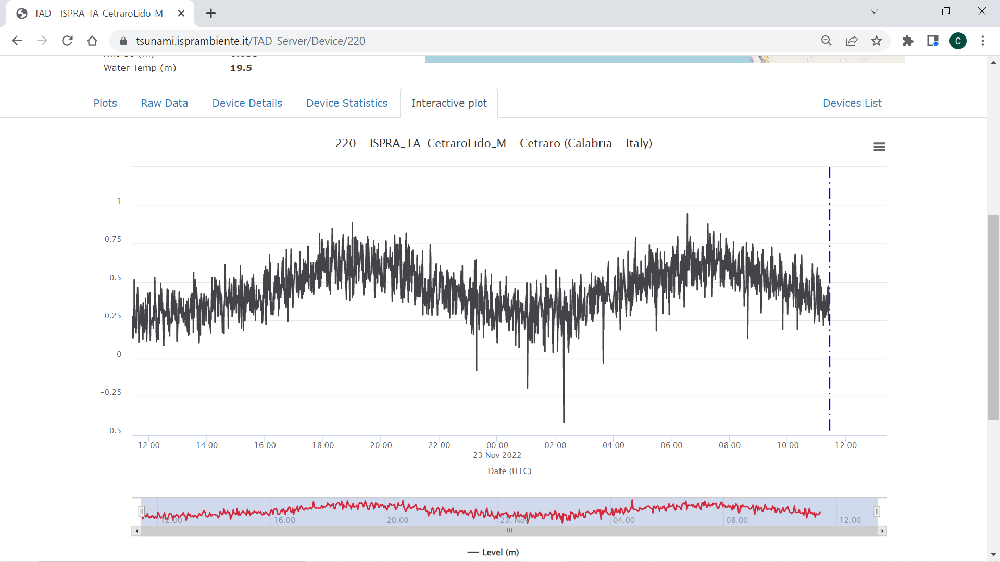 TAD - ISPRA_TA-CetraroLido_M
tsunami.isprambiente.it/TAD_Server/Device/220
C
Water Temp (m) 19.5
Plots Raw Data Device Details Device Statistics Interactive plot Devices List
220 - ISPRA_TA-CetraroLido_M - Cetraro (Calabria - Italy)
1
0.75
0.5
0.25
0
-0.25
-0.5
12:00 14:00 16:00 18:00 20:00 22:00 00:00 02:00 04:00 06:00 08:00 10:00 12:00
23 Nov 2022
Date (UTC)
12:00 16:00 20:00 23. Nov 04:00 08:00 12:00
Level (m)